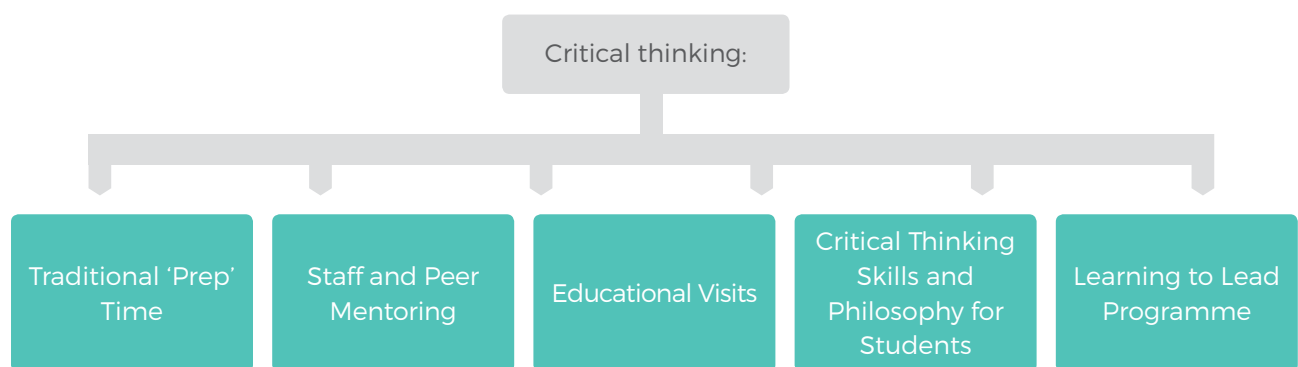 Critical thinking:
Traditional ‘Prep’
Time
Staff and Peer
Mentoring
Educational Visits
Critical Thinking
Skills and
Philosophy for
Students
Learning to Lead
Programme